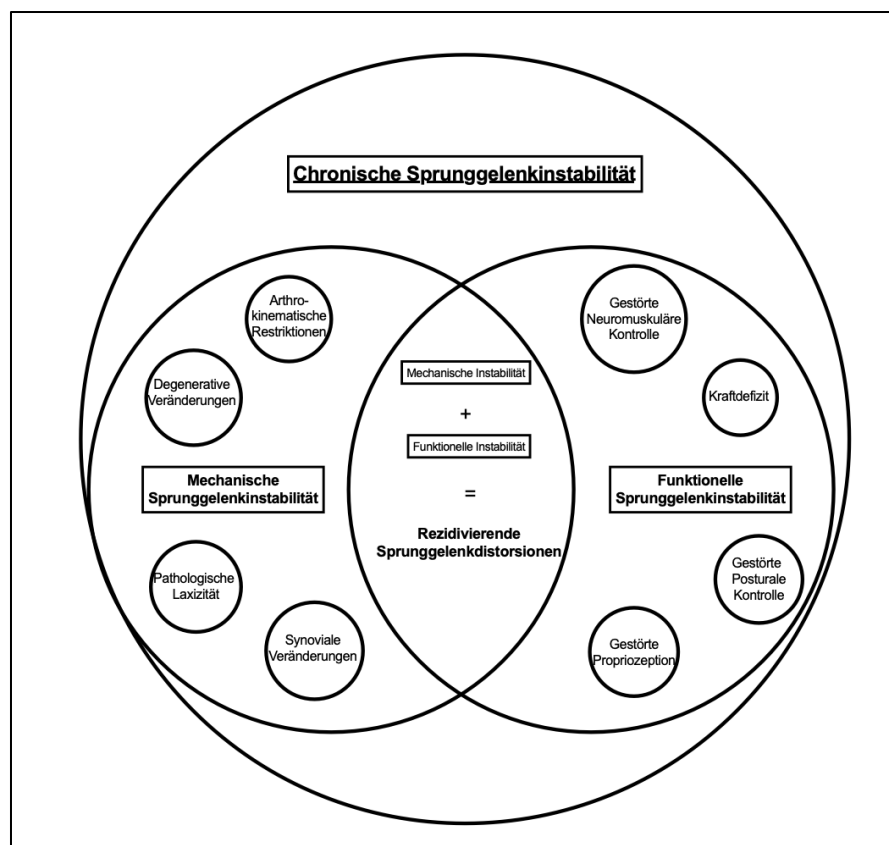 Chronische Sprunggelenkinstabilität
Arthro-
kinematische
Restriktionen
Degenerative
Veränderungen
Mechanische
Sprunggelenkinstabilität
Pathologische
Laxizität
Synoviale
Veränderungen
Mechanische Instabilität
+
Funktionelle Instabilität
=
Rezidivierende
Sprunggelenkdistorsionen
Gestörte
Neuromuskuläre
Kontrolle
Kraftdefizit
Funktionelle
Sprunggelenkinstabilität
Gestörte
Posturale
Kontrolle
Gestörte
Propriozeption